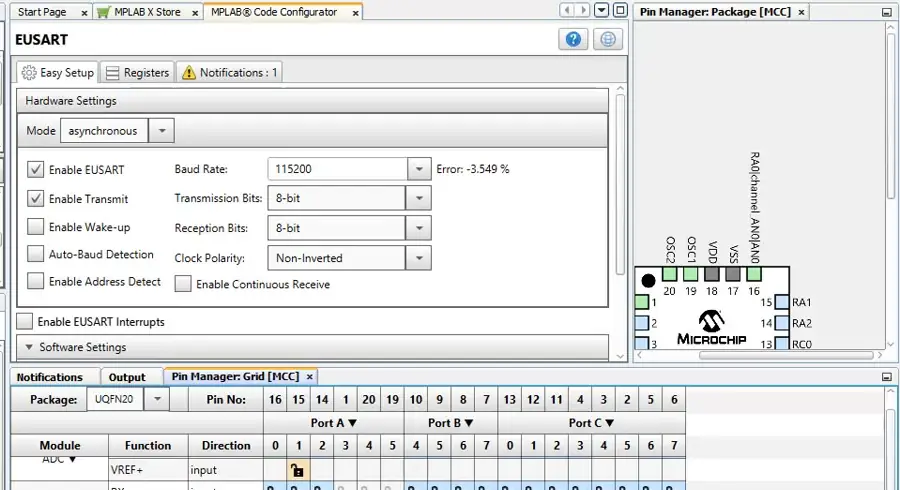 Start Page
MPLAB X Store
MPLAB® Code Configurator
Pin Manager: Package [MCC]
EUSART
Easy Setup
Registers
Notifications : 1
Hardware Settings
Mode asynchronous
Enable EUSART
Baud Rate: 115200 Error: -3.549 %
Enable Transmit
Transmission Bits: 8-bit
Enable Wake-up
Reception Bits: 8-bit
Auto-Baud Detection
Clock Polarity: Non-Inverted
Enable Address Detect
Enable Continuous Receive
Enable EUSART Interrupts
Software Settings
OSC2
OSC1
VDD
VSS
RA0|channel_AN0|AN0
20 19 18 17 16
1 15 RA1
2 14 RA2
3 13 RC0
MICROCHIP
Notifications
Output
Pin Manager: Grid [MCC]
Package: UQFN20 Pin No: 16 15 14 1 20 19 10 9 8 7 13 12 11 4 3 2 5 6
Port A ▼ Port B ▼ Port C ▼
Module Function Direction 0 1 2 3 4 5 4 5 6 7 0 1 2 3 4 5 6 7
ADC ▼
VREF+ input
input